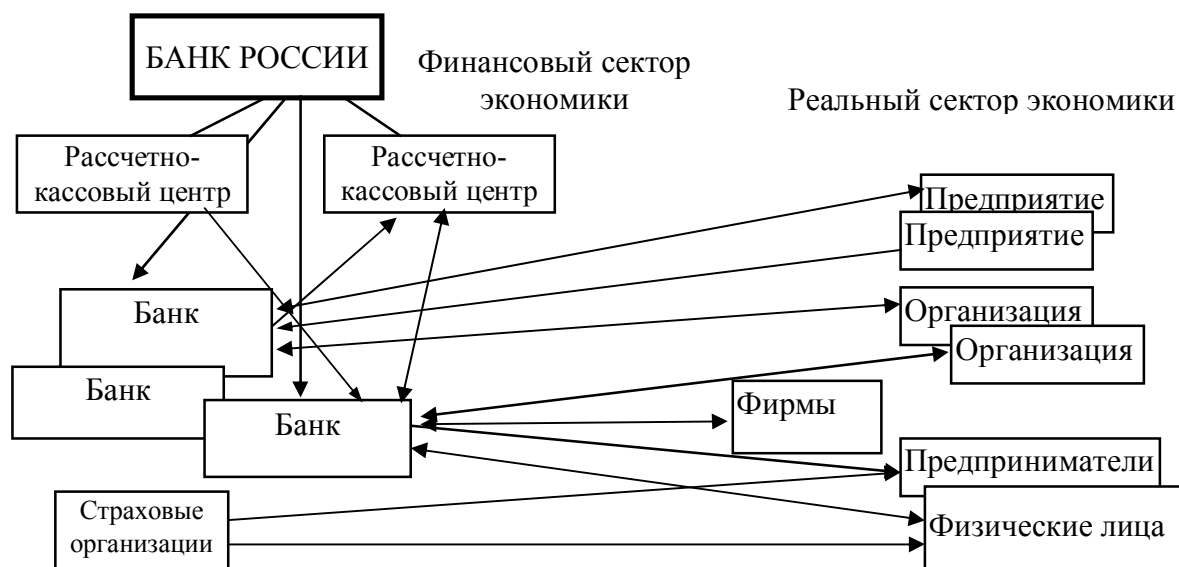 БАНК РОССИИ
Финансовый сектор
экономики
Реальный сектор экономики
Рассчетно-
кассовый центр
Рассчетно-
кассовый центр
Предприятие
Предприятие
Банк
Организация
Организация
Банк
Банк
Фирмы
Предприниматели
Страховые
организации
Физические лица